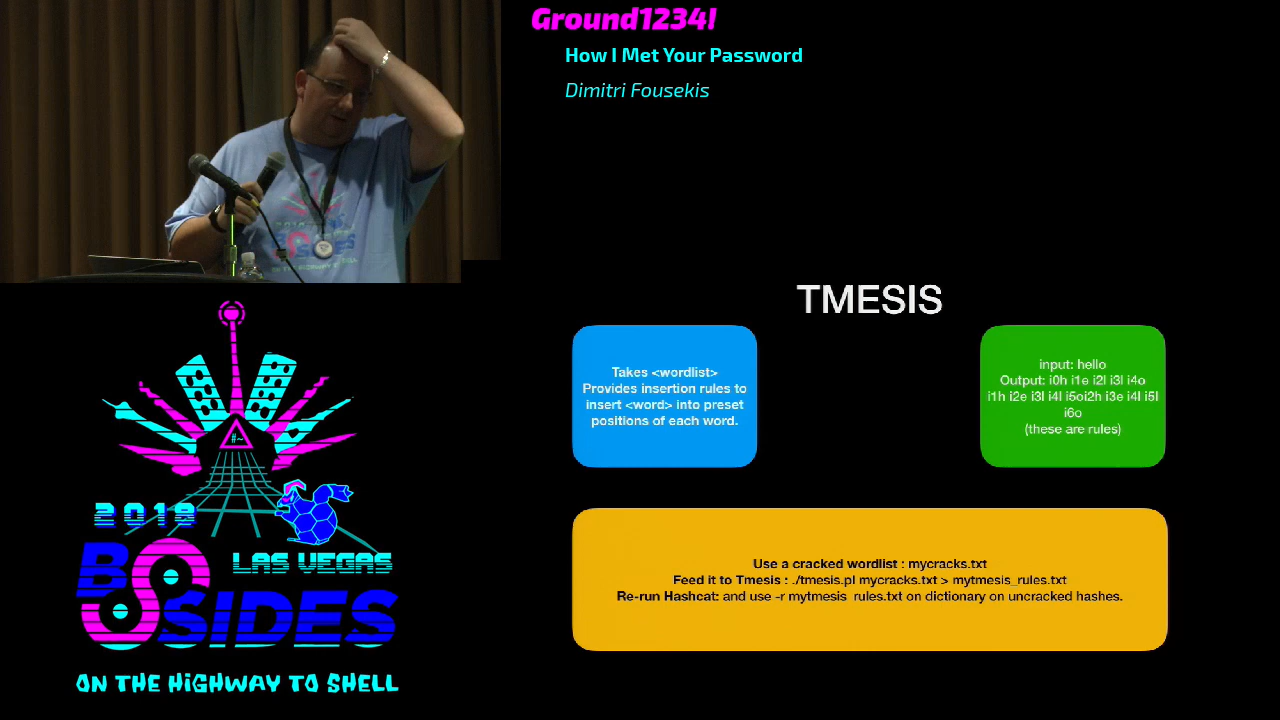 Ground1234!
How I Met Your Password
Dimitri Fousekis
TMESIS
Takes <wordlist>
Provides insertion rules to
insert <word> into preset
positions of each word.
input: hello
Output: i0h i1e i2l i3l i4o
i1h i2e i3l i4l i5oi2h i3e i4l i5l
i6o
(these are rules)
Use a cracked wordlist : mycracks.txt
Feed it to Tmesis : ./tmesis.pl mycracks.txt > mytmesis_rules.txt
Re-run Hashcat: and use -r mytmesis_rules.txt on dictionary on uncracked hashes.
#~
2018
LAS VEGAS
BSIDES
ON THE HIGHWAY TO SHELL
BSIDES